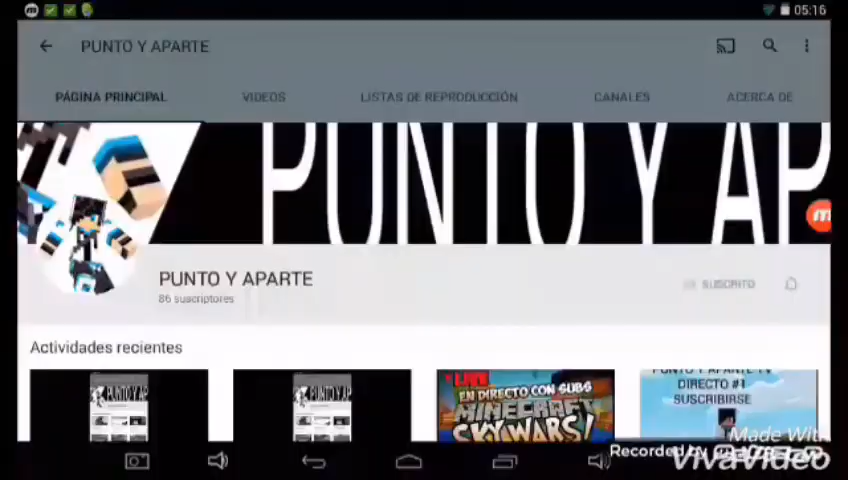 05:16
PUNTO Y APARTE
PÁGINA PRINCIPAL
VIDEOS
LISTAS DE REPRODUCCIÓN
CANALES
ACERCA DE
PUNTO Y AP
PUNTO Y APARTE
86 suscriptores
SUSCRITO
Actividades recientes
LIVE
EN DIRECTO CON SUBS
MINECRAFT
SKYWARS!
PUNTO Y APARTE TV
DIRECTO #1
SUSCRIBIRSE
Made With
VivaVideo
Recorded by